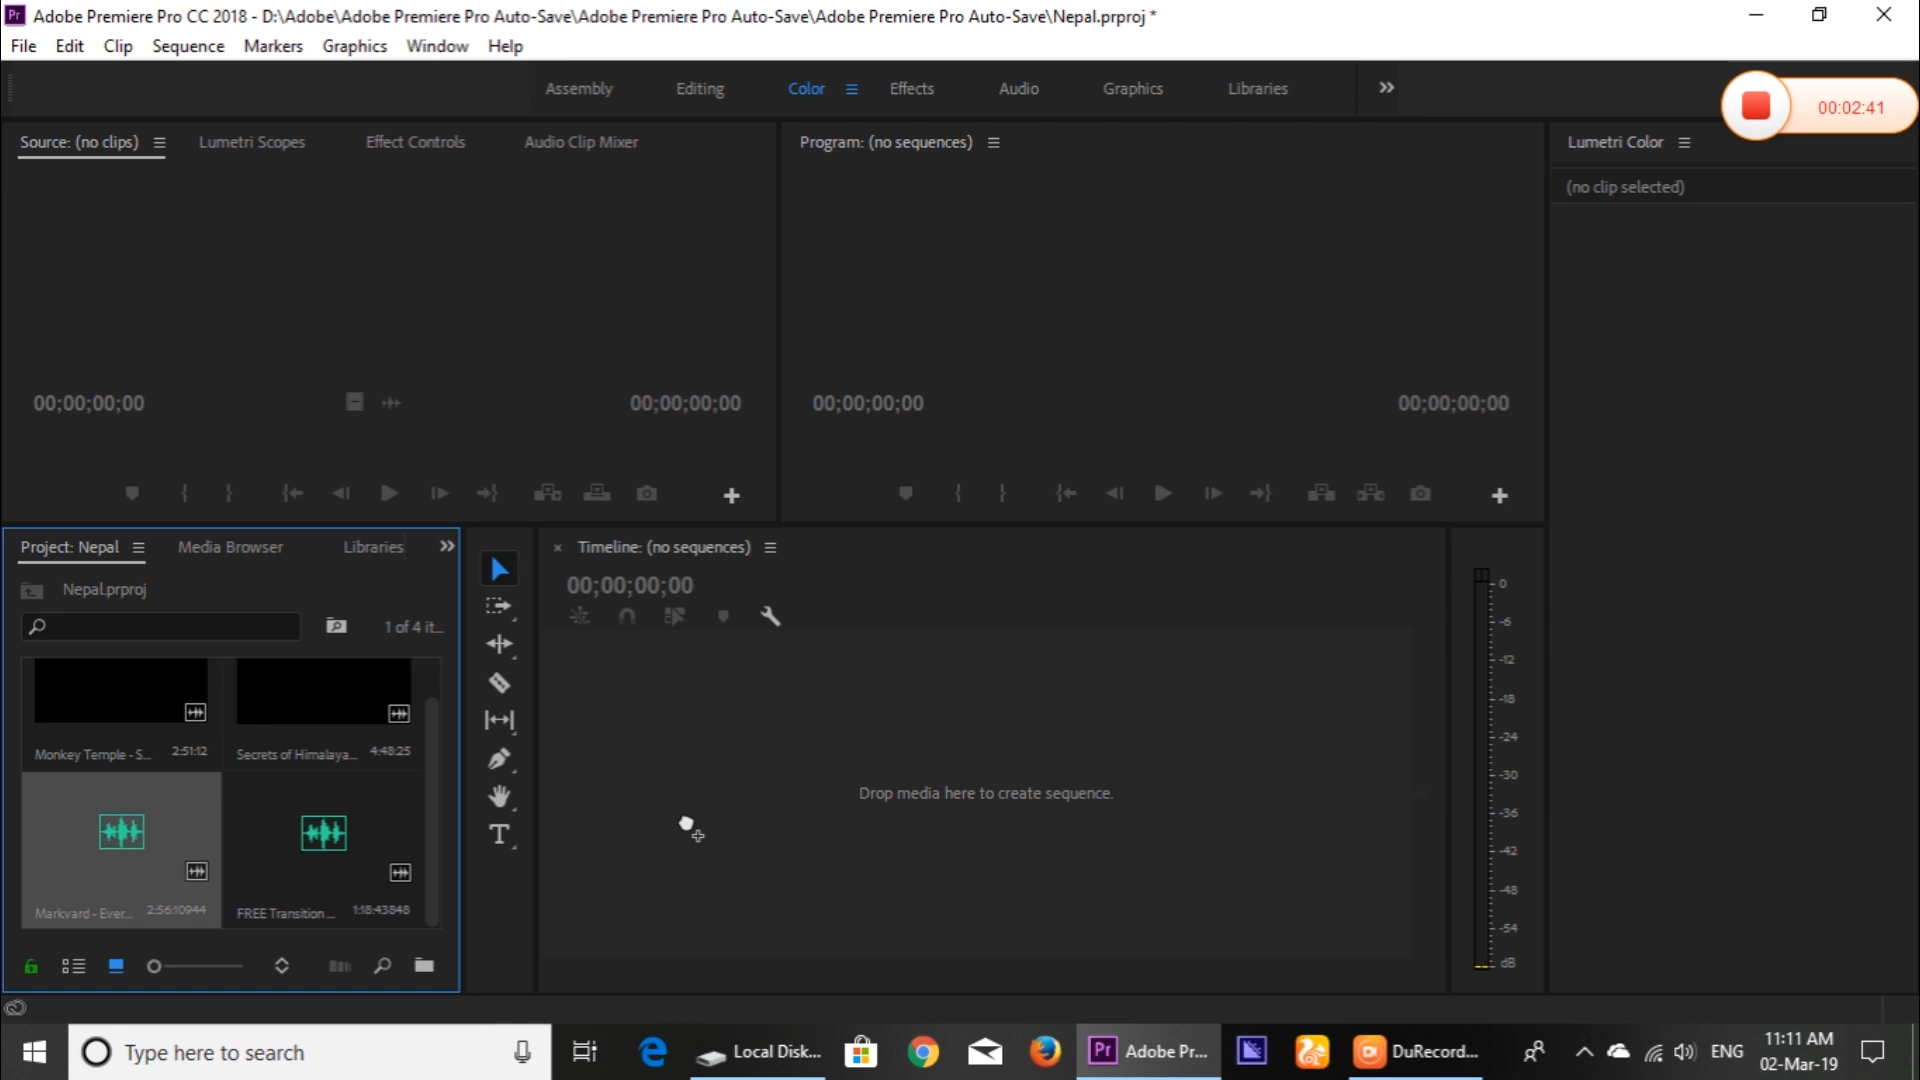 Adobe Premiere Pro CC 2018 - D:\Adobe\Adobe Premiere Pro Auto-Save\Adobe Premiere Pro Auto-Save\Adobe Premiere Pro Auto-Save\Nepal.prproj *
File Edit Clip Sequence Markers Graphics Window Help
Assembly Editing Color Effects Audio Graphics Libraries
00:02:41
Source: (no clips) Lumetri Scopes Effect Controls Audio Clip Mixer
Program: (no sequences)
Lumetri Color
(no clip selected)
00;00;00;00 00;00;00;00
00;00;00;00 00;00;00;00
Project: Nepal Media Browser Libraries
Nepal.prproj
1 of 4 it...
Monkey Temple - S... 2:51:12
Secrets of Himalaya... 4:48:25
Markvard - Ever... 2:56:10944
FREE Transition ... 1:18:43848
Timeline: (no sequences)
00;00;00;00
Drop media here to create sequence.
0
-6
-12
-18
-24
-30
-36
-42
-48
-54
dB
Type here to search
Local Disk...
Pr Adobe Pr...
DuRecord...
ENG
11:11 AM
02-Mar-19